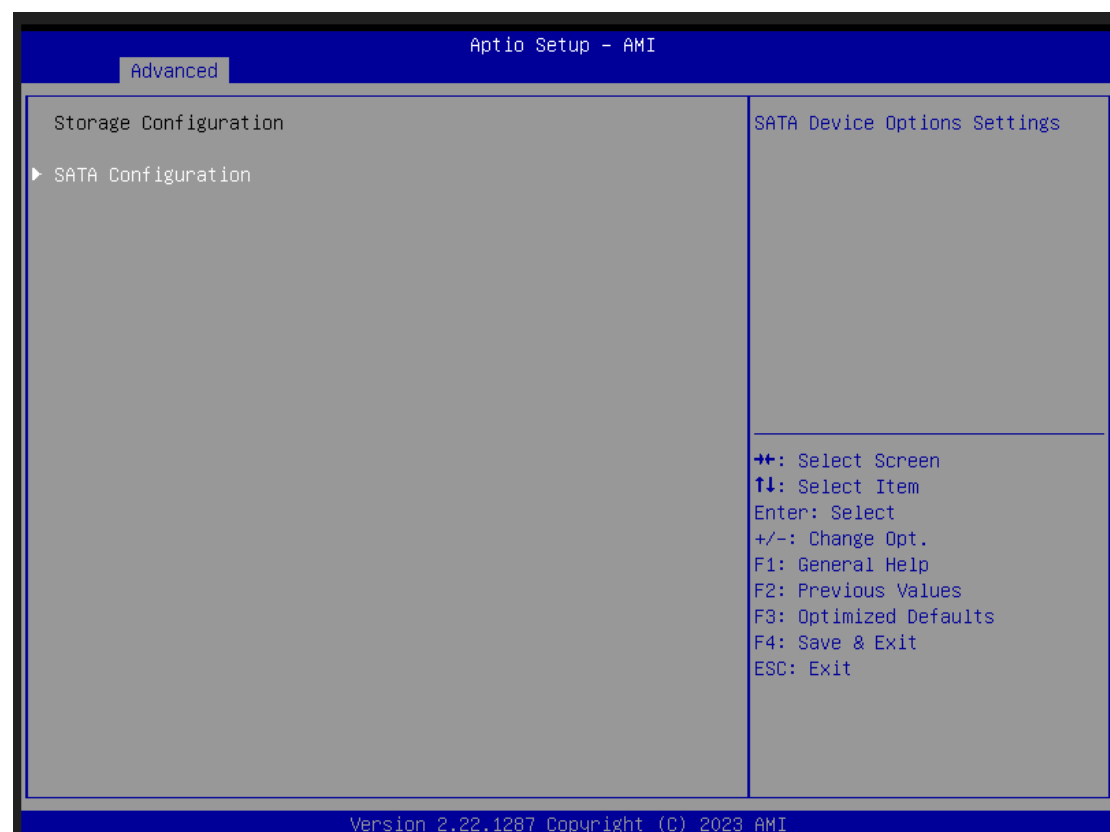 Aptio Setup – AMI
Advanced
Storage Configuration
SATA Configuration
SATA Device Options Settings
→←: Select Screen
↑↓: Select Item
Enter: Select
+/-: Change Opt.
F1: General Help
F2: Previous Values
F3: Optimized Defaults
F4: Save & Exit
ESC: Exit
Version 2.22.1287 Copyright (C) 2023 AMI